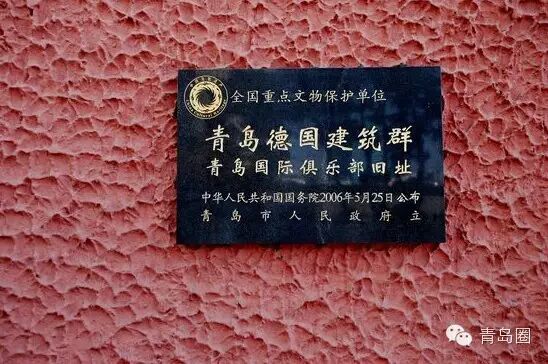 全国重点文物保护单位
青岛德国建筑群
青岛国际俱乐部旧址
中华人民共和国国务院2006年5月25日公布
青岛市人民政府立
青岛圈